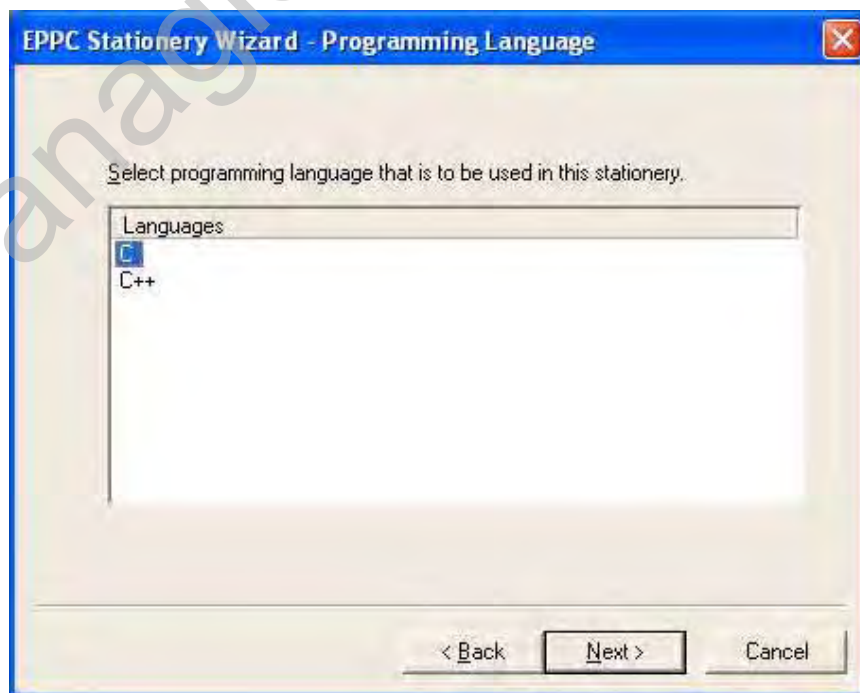 EPPC Stationery Wizard - Programming Language
Select programming language that is to be used in this stationery.
Languages
C
C++
< Back
Next >
Cancel